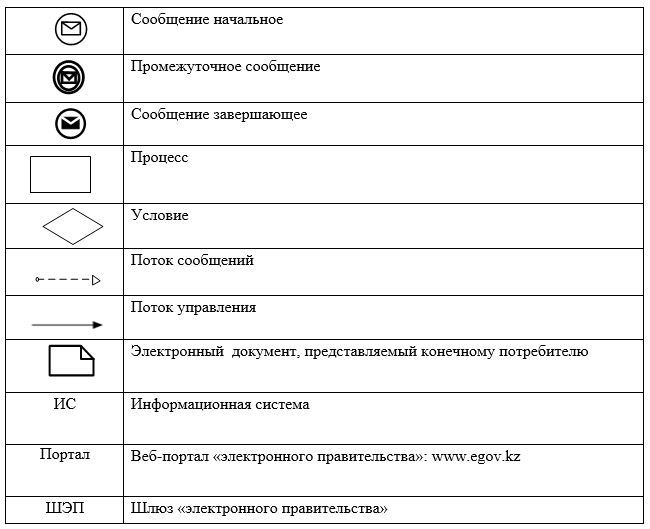 Сообщение начальное
Промежуточное сообщение
Сообщение завершающее
Процесс
Условие
Поток сообщений
Поток управления
Электронный  документ, представляемый конечному потребителю
ИС Информационная система
Портал Веб-портал «электронного правительства»: www.egov.kz
ШЭП Шлюз «электронного правительства»